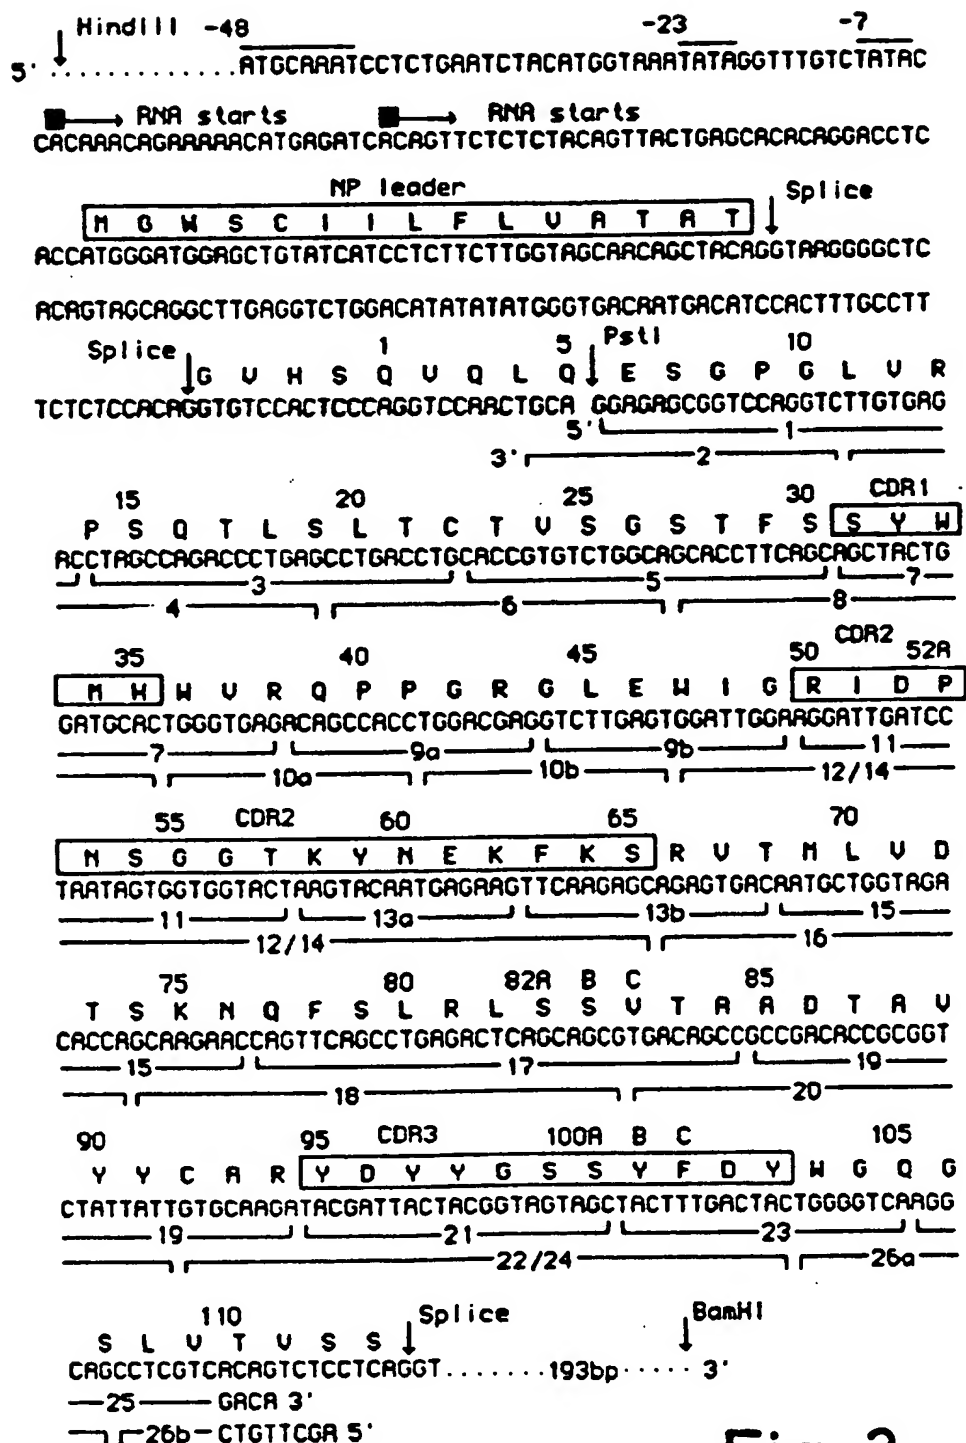 HindIII -48 -23 -7
5' ..............ATGCAAATCCTCTGAATCTACATGGTAAATATAGGTTTGTCTATAC
RNA starts RNA starts
CACAAACAGAAAAACATGAGATCACAGTTCTCTCTACAGTTACTGAGCACACAGGACCTC
NP leader Splice
M G W S C I I L F L V A T A T
ACCATGGGATGGAGCTGTATCATCCTCTTCTTGGTAGCAACAGCTACAGGTAAGGGGCTC
ACAGTAGCAGGCTTGAGGTCTGGACATATATATGGGTGACAATGACATCCACTTTGCCTT
Splice 1 5 PstI 10
G V H S Q V Q L Q E S G P G L V R
TCTCTCCACAGGTGTCCACTCCCAGGTCCAACTGCA GGAGAGCGGTCCAGGTCTTGTGAG
5' 1
3' 2
15 20 25 30 CDR1
P S Q T L S L T C T V S G S T F S S Y W
ACCTAGCCAGACCCTGAGCCTGACCTGCACCGTGTCTGGCAGCACCTTCAGCAGCTACTG
3 5 7
4 6 8
35 40 45 50 CDR2 52A
M H W V R Q P P G R G L E W I G R I D P
GATGCACTGGGTGAGACAGCCACCTGGACGAGGTCTTGAGTGGATTGGAAGGATTGATCC
7 9a 9b 11
10a 10b 12/14
55 CDR2 60 65 70
N S G G T K Y N E K F K S R V T M L V D
TAATAGTGGTGGTACTAAGTACAATGAGAAGTTCAAGAGCAGAGTGACAATGCTGGTAGA
11 13a 13b 15
12/14 16
75 80 82A B C 85
T S K N Q F S L R L S S V T A A D T A V
CACCAGCAAGAACCAGTTCAGCCTGAGACTCAGCAGCGTGACAGCCGCCGACACCGCGGT
15 17 19
18 20
90 95 CDR3 100A B C 105
Y Y C A R Y D Y Y G S S Y F D Y W G Q G
CTATTATTGTGCAAGATACGATTACTACGGTAGTAGCTACTTTGACTACTGGGGTCAAGG
19 21 23
22/24 26a
110 Splice BamHI
S L V T V S S
CAGCCTCGTCACAGTCTCCTCAGGT.......193bp..... 3'
25 GACA 3'
26b CTGTTCGA 5'